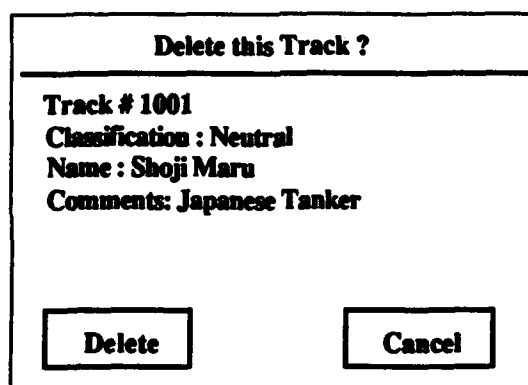 Delete this Track ?
Track # 1001
Classification : Neutral
Name : Shoji Maru
Comments: Japanese Tanker
Delete
Cancel